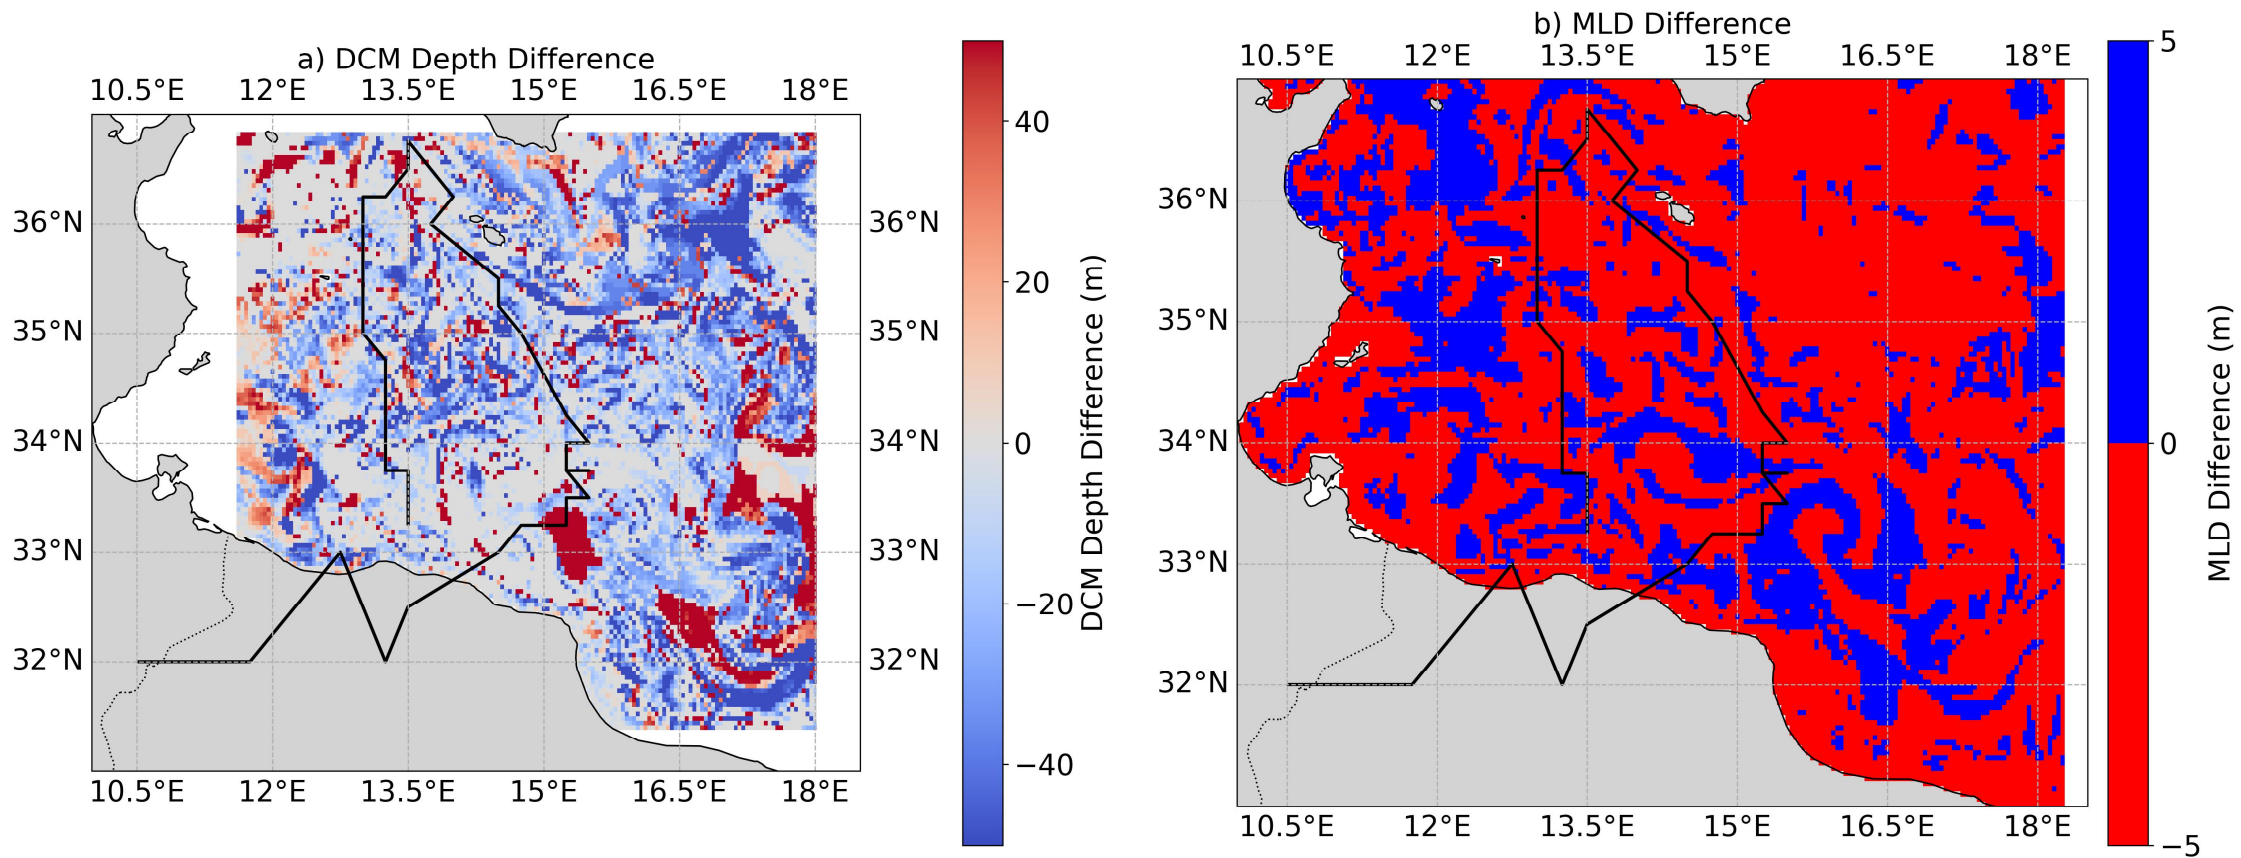 a) DCM Depth Difference
10.5°E 12°E 13.5°E 15°E 16.5°E 18°E
36°N 36°N
35°N 35°N
34°N 34°N
33°N 33°N
32°N 32°N
10.5°E 12°E 13.5°E 15°E 16.5°E 18°E
40
20
0
−20
−40
DCM Depth Difference (m)
b) MLD Difference
10.5°E 12°E 13.5°E 15°E 16.5°E 18°E
36°N
35°N
34°N
33°N
32°N
10.5°E 12°E 13.5°E 15°E 16.5°E 18°E
5
0
−5
MLD Difference (m)